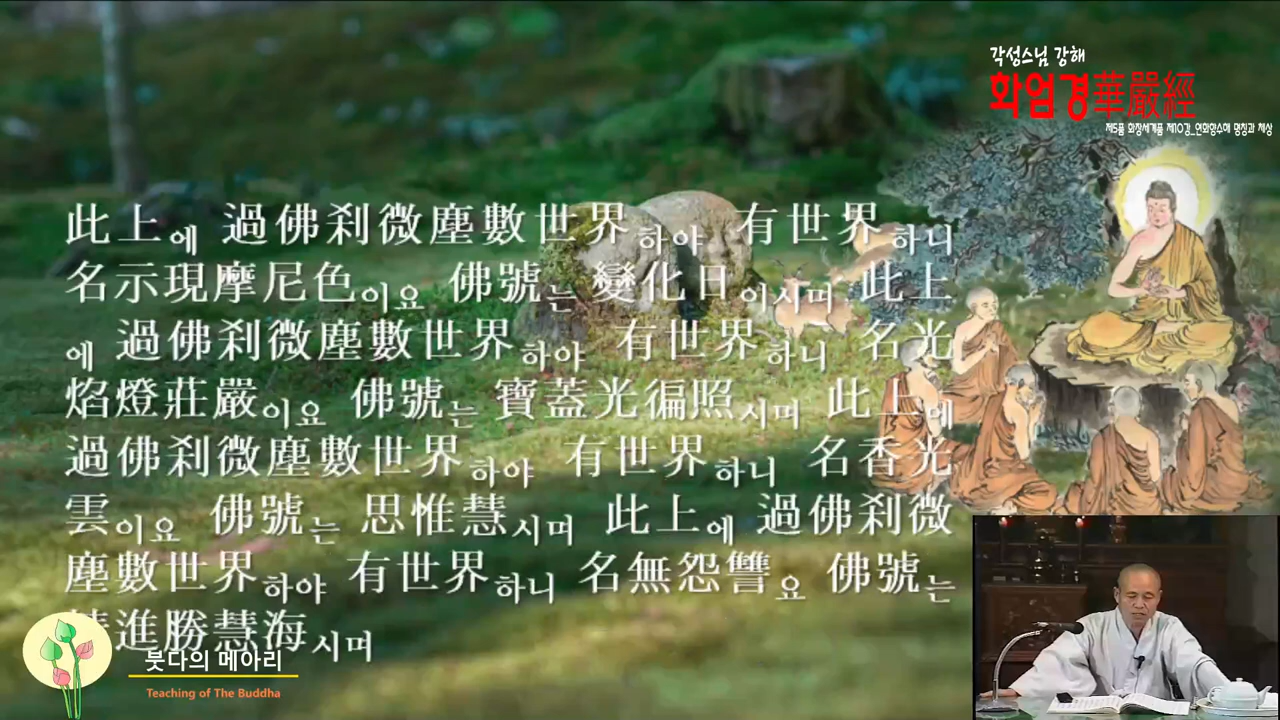 각성스님 강해
화엄경華嚴經
제5품 화장세계품 제10강_연화향수해 명칭과 체상
此上에 過佛刹微塵數世界하야 有世界하니
名示現摩尼色이요 佛號는 變化日이시며 此上
에 過佛刹微塵數世界하야 有世界하니 名光
焰燈莊嚴이요 佛號는 寶蓋光徧照시며 此上에
過佛刹微塵數世界하야 有世界하니 名香光
雲이요 佛號는 思惟慧시며 此上에 過佛刹微
塵數世界하야 有世界하니 名無怨讐요 佛號는
進勝慧海시며
붓다의 메아리
Teaching of The Buddha